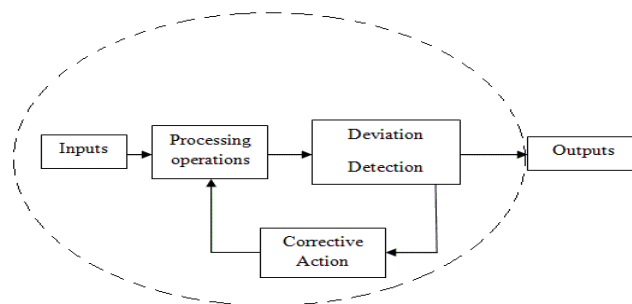 Inputs
Processing
operations
Deviation
Detection
Outputs
Corrective
Action